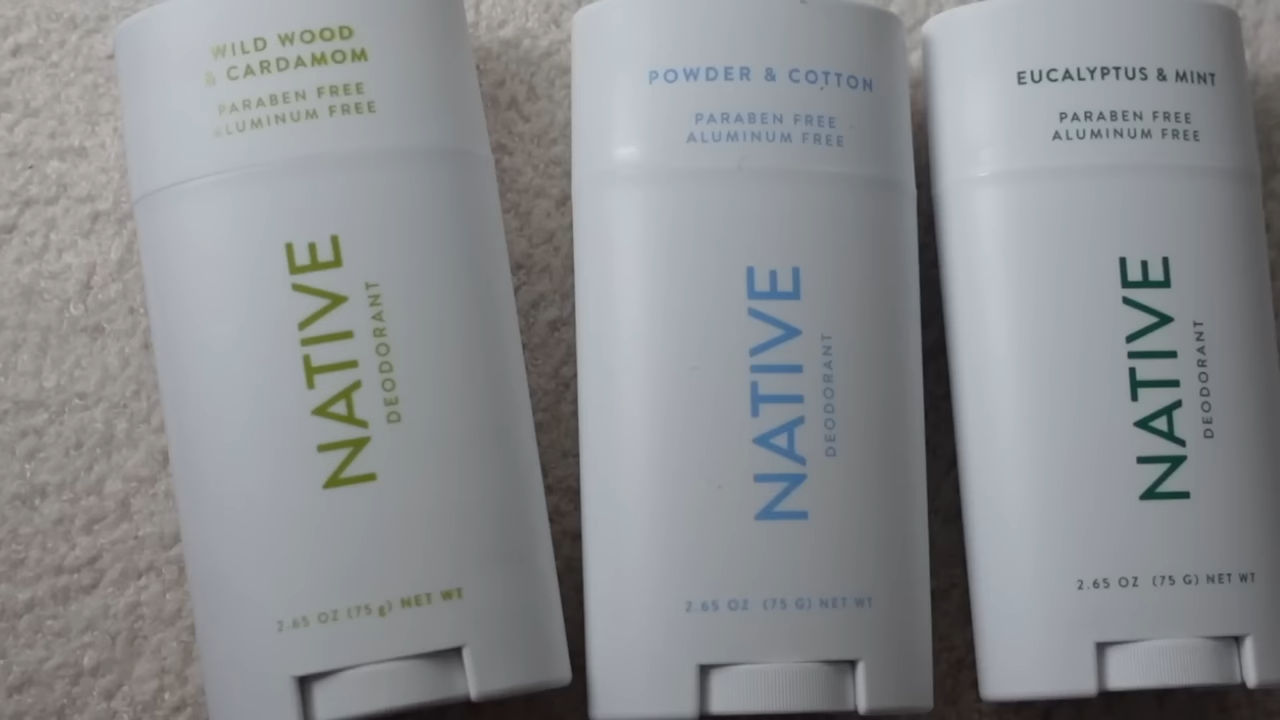 WILD WOOD
& CARDAMOM
PARABEN FREE
ALUMINUM FREE
NATIVE
DEODORANT
2.65 OZ (75 g) NET WT
POWDER & COTTON
PARABEN FREE
ALUMINUM FREE
NATIVE
DEODORANT
2.65 OZ (75 G) NET WT
EUCALYPTUS & MINT
PARABEN FREE
ALUMINUM FREE
NATIVE
DEODORANT
2.65 OZ (75 G) NET WT